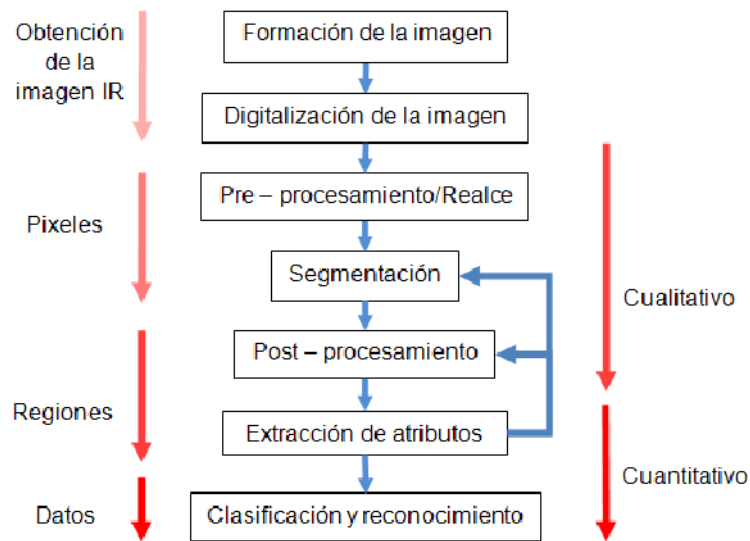 Obtención
de la
imagen IR
Formación de la imagen
Digitalización de la imagen
Pre – procesamiento/Realce
Pixeles
Segmentación
Cualitativo
Post – procesamiento
Regiones
Extracción de atributos
Cuantitativo
Datos
Clasificación y reconocimiento